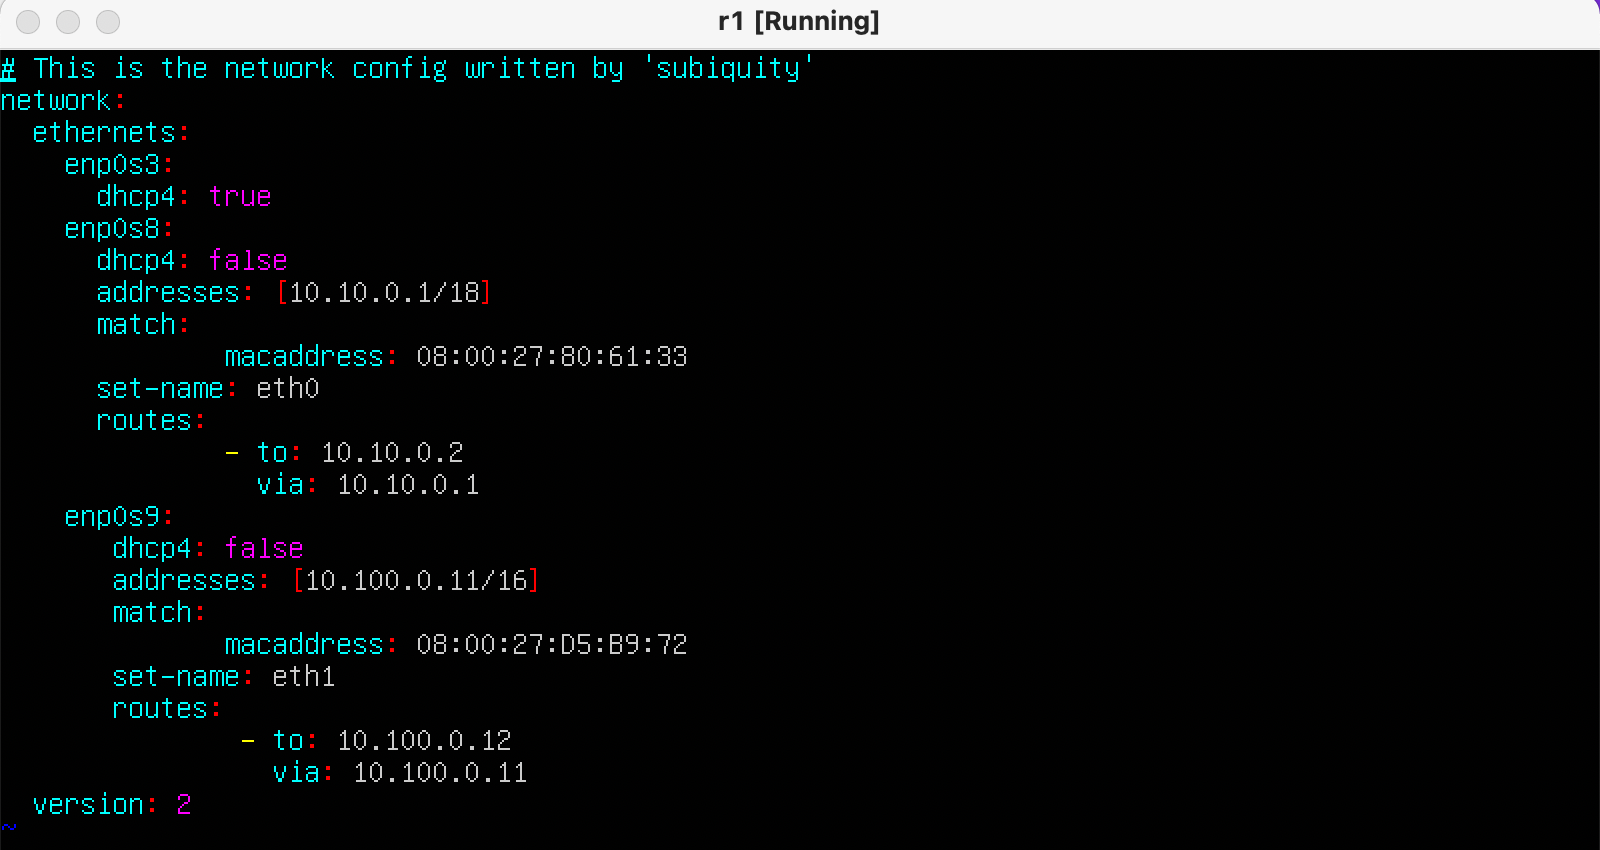 r1 [Running]
# This is the network config written by 'subiquity'
network:
  ethernets:
    enp0s3:
      dhcp4: true
    enp0s8:
      dhcp4: false
      addresses: [10.10.0.1/18]
      match:
              macaddress: 08:00:27:80:61:33
      set-name: eth0
      routes:
              - to: 10.10.0.2
                via: 10.10.0.1
    enp0s9:
       dhcp4: false
       addresses: [10.100.0.11/16]
       match:
              macaddress: 08:00:27:D5:B9:72
       set-name: eth1
       routes:
               - to: 10.100.0.12
                 via: 10.100.0.11
  version: 2
~